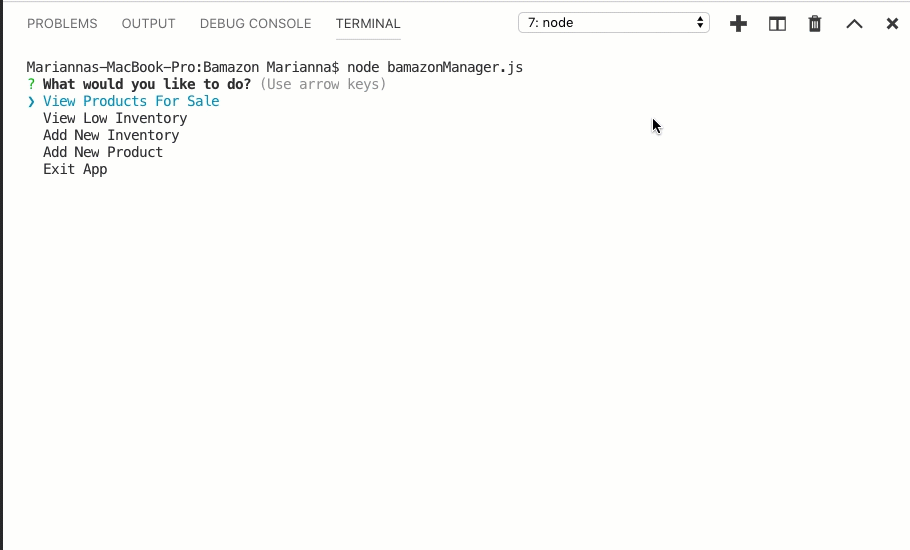 PROBLEMS OUTPUT DEBUG CONSOLE TERMINAL 7: node
Mariannas-MacBook-Pro:Bamazon Marianna$ node bamazonManager.js
? What would you like to do? (Use arrow keys)
❯ View Products For Sale
View Low Inventory
Add New Inventory
Add New Product
Exit App